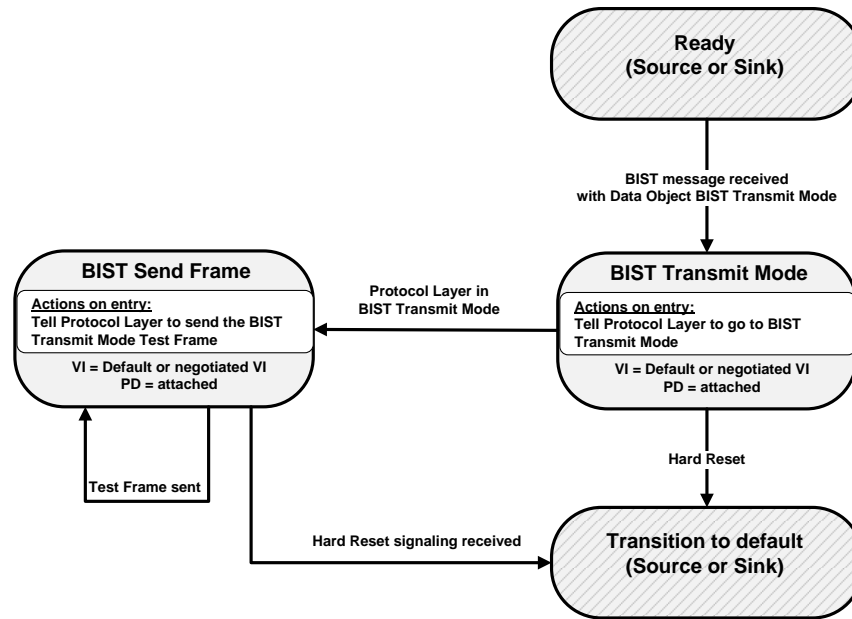 Ready
(Source or Sink)
BIST message received
with Data Object BIST Transmit Mode
BIST Send Frame
Actions on entry:
Tell Protocol Layer to send the BIST
Transmit Mode Test Frame
VI = Default or negotiated VI
PD = attached
Protocol Layer in
BIST Transmit Mode
BIST Transmit Mode
Actions on entry:
Tell Protocol Layer to go to BIST
Transmit Mode
VI = Default or negotiated VI
PD = attached
Hard Reset
Test Frame sent
Hard Reset signaling received
Transition to default
(Source or Sink)